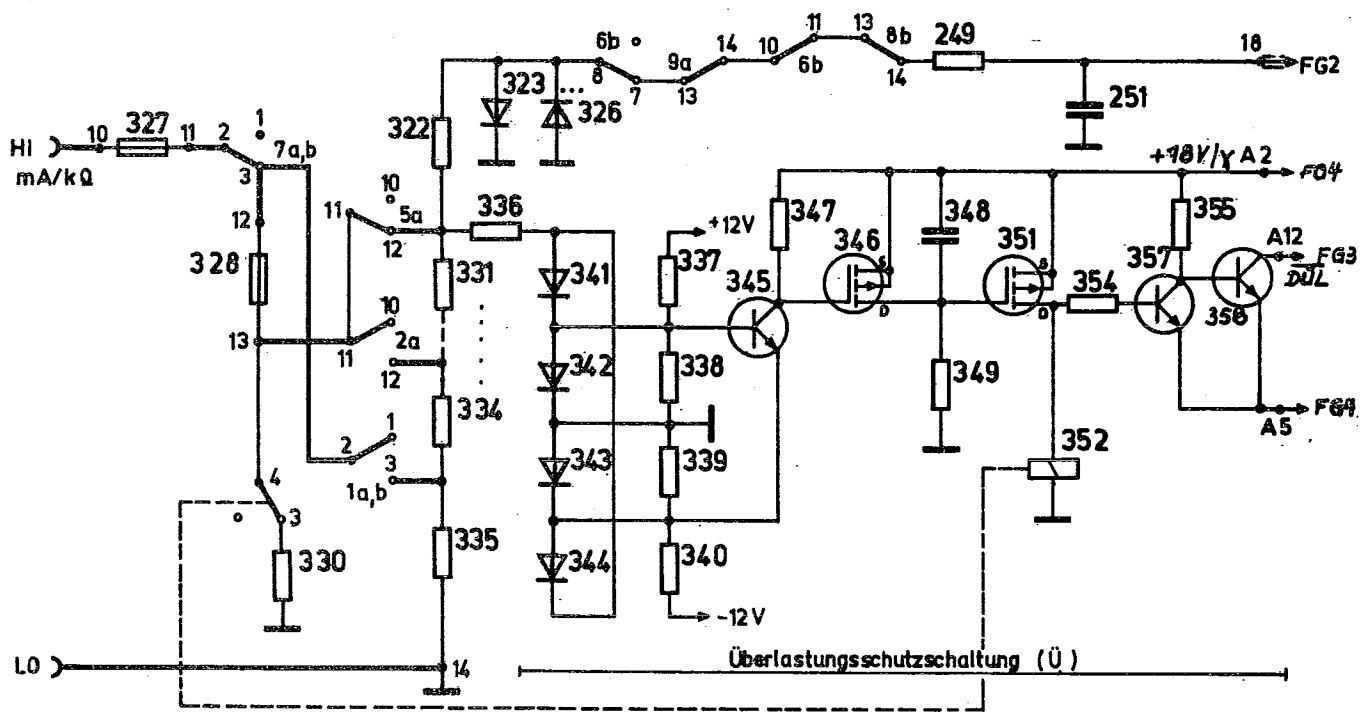 6b
11
13
8b
249
18
FG2
9a
14
10
6b
8
7
13
14
323
...
326
251
322
HI
10
327
11
2
1
7a,b
3
mA/kΩ
+18V/γ A2
FO4
10
12
11
5a
336
+12V
347
346
S
348
351
S
355
A12
FG3
DÜL
328
12
331
341
337
345
357
354
D
D
358
10
13
11
2a
342
338
349
12
334
A5
FG4
1
2
3
343
339
352
4
1a,b
3
330
335
344
340
-12V
LO
14
Überlastungsschutzschaltung (Ü)